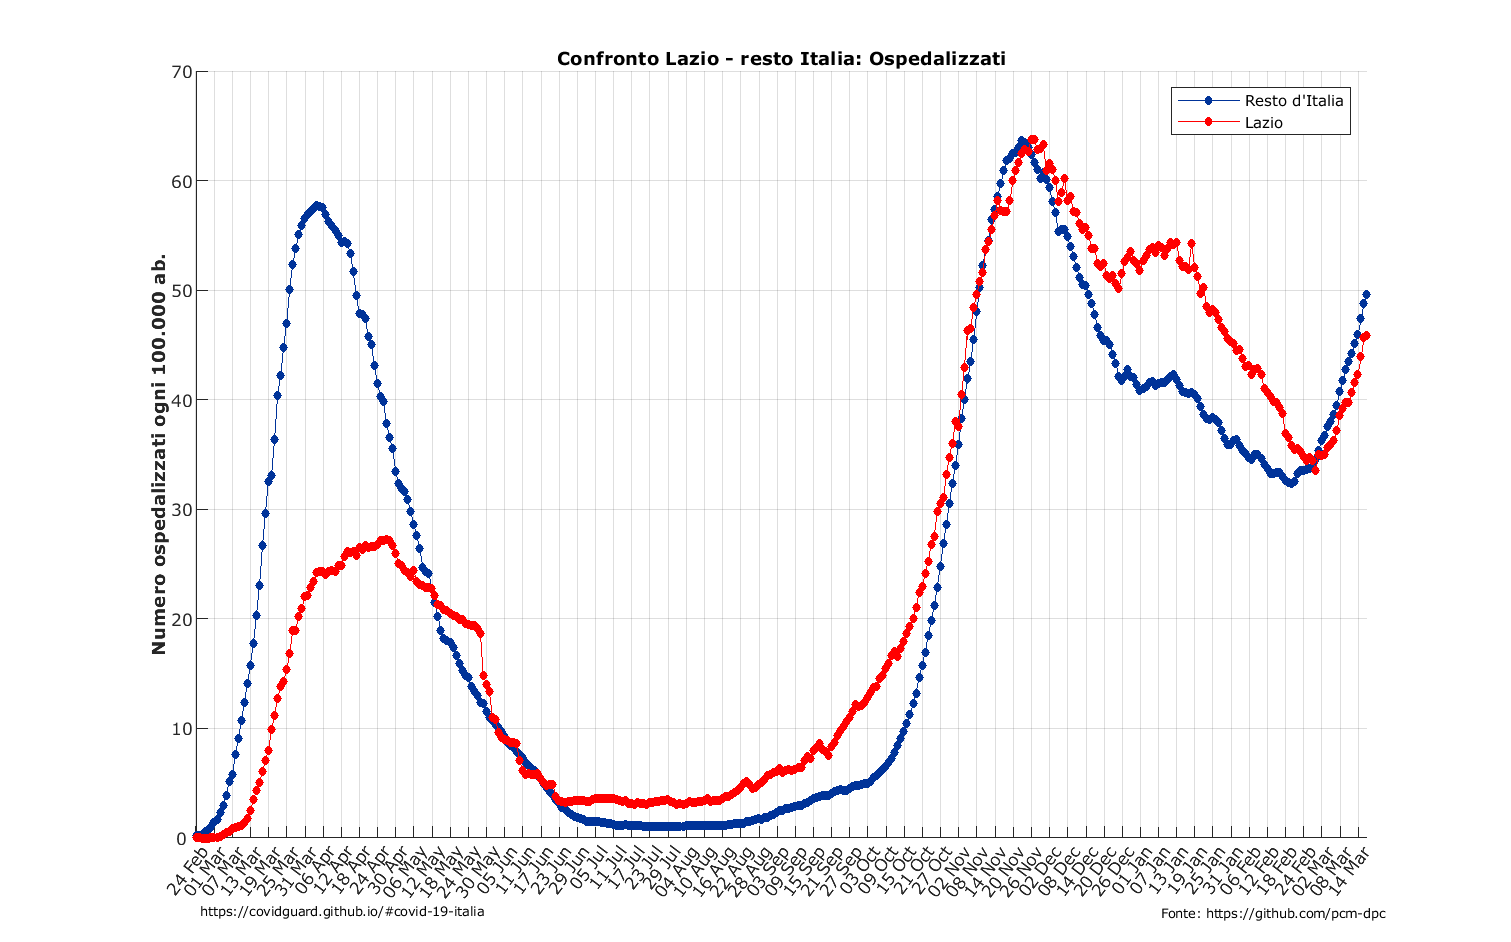 Confronto Lazio - resto Italia: Ospedalizzati
Resto d'Italia
Lazio
Numero ospedalizzati ogni 100.000 ab.
70
60
50
40
30
20
10
0
24 Feb
01 Mar
07 Mar
13 Mar
19 Mar
25 Mar
31 Mar
06 Apr
12 Apr
18 Apr
24 Apr
30 Apr
06 May
12 May
18 May
24 May
30 May
05 Jun
11 Jun
17 Jun
23 Jun
29 Jun
05 Jul
11 Jul
17 Jul
23 Jul
29 Jul
04 Aug
10 Aug
16 Aug
22 Aug
28 Aug
03 Sep
09 Sep
15 Sep
21 Sep
27 Sep
03 Oct
09 Oct
15 Oct
21 Oct
27 Oct
02 Nov
08 Nov
14 Nov
20 Nov
26 Nov
02 Dec
08 Dec
14 Dec
20 Dec
26 Dec
01 Jan
07 Jan
13 Jan
19 Jan
25 Jan
31 Jan
06 Feb
12 Feb
18 Feb
24 Feb
02 Mar
08 Mar
14 Mar
https://covidguard.github.io/#covid-19-italia
Fonte: https://github.com/pcm-dpc